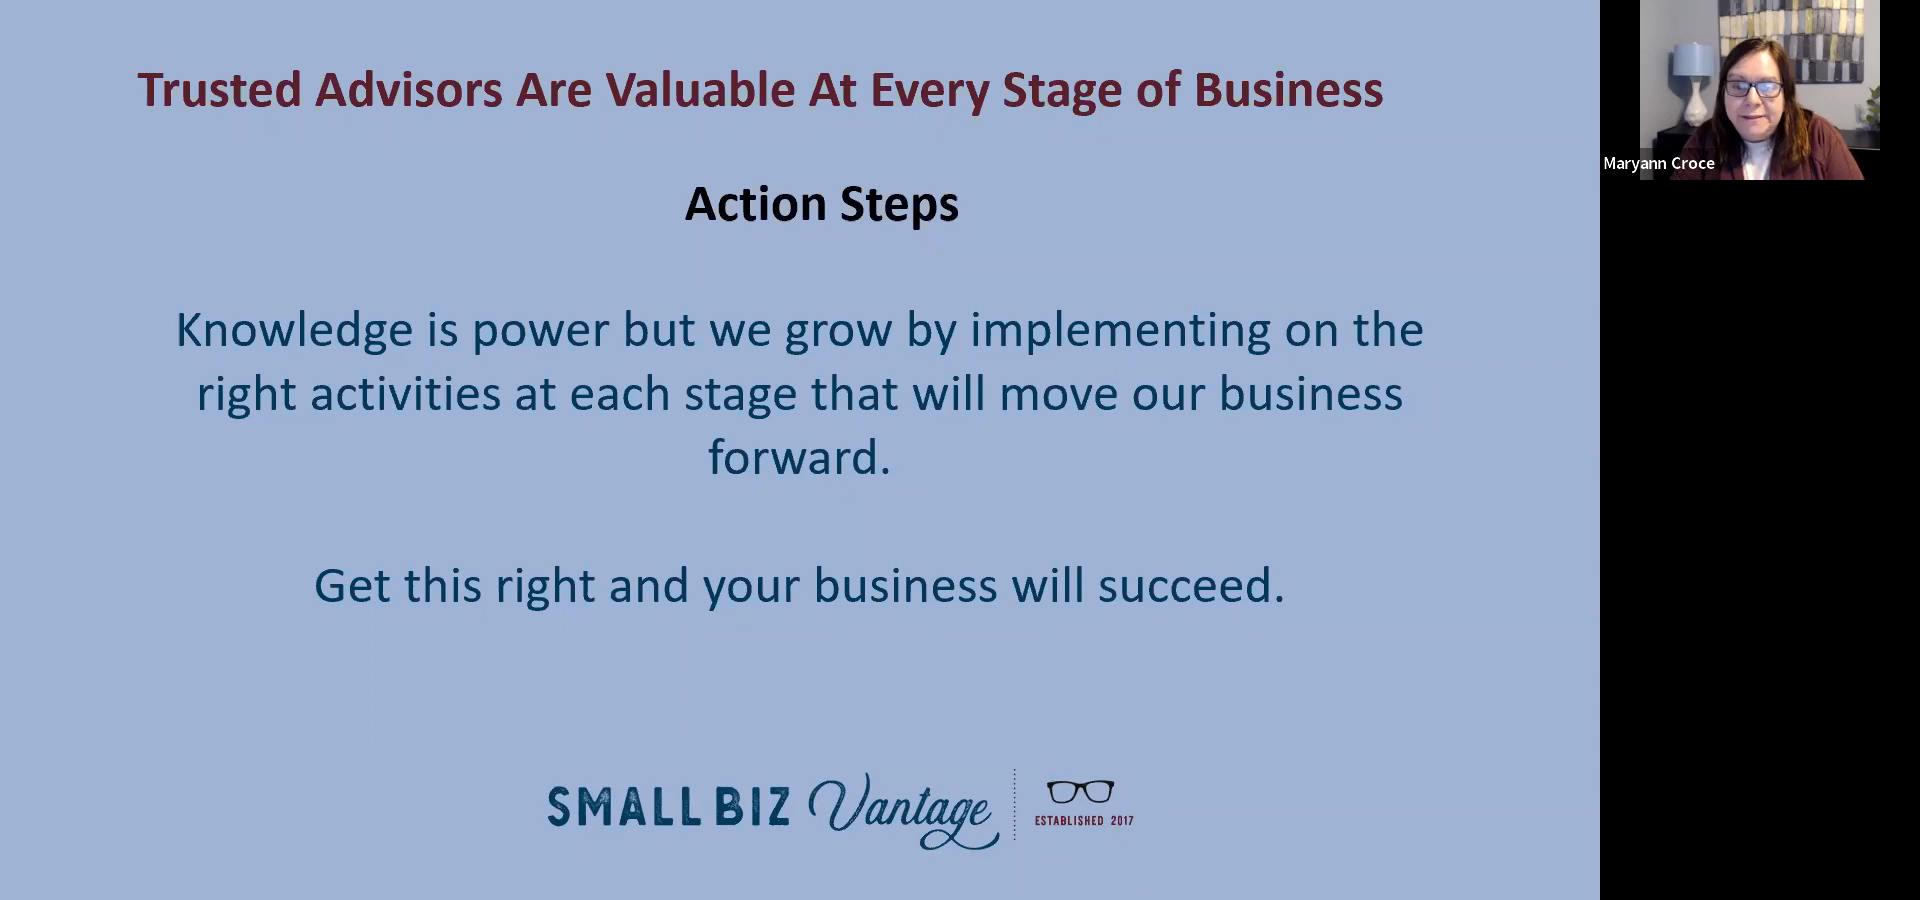 Trusted Advisors Are Valuable At Every Stage of Business
Action Steps
Knowledge is power but we grow by implementing on the
right activities at each stage that will move our business
forward.
Get this right and your business will succeed.
SMALL BIZ Vantage
ESTABLISHED 2017
Maryann Croce